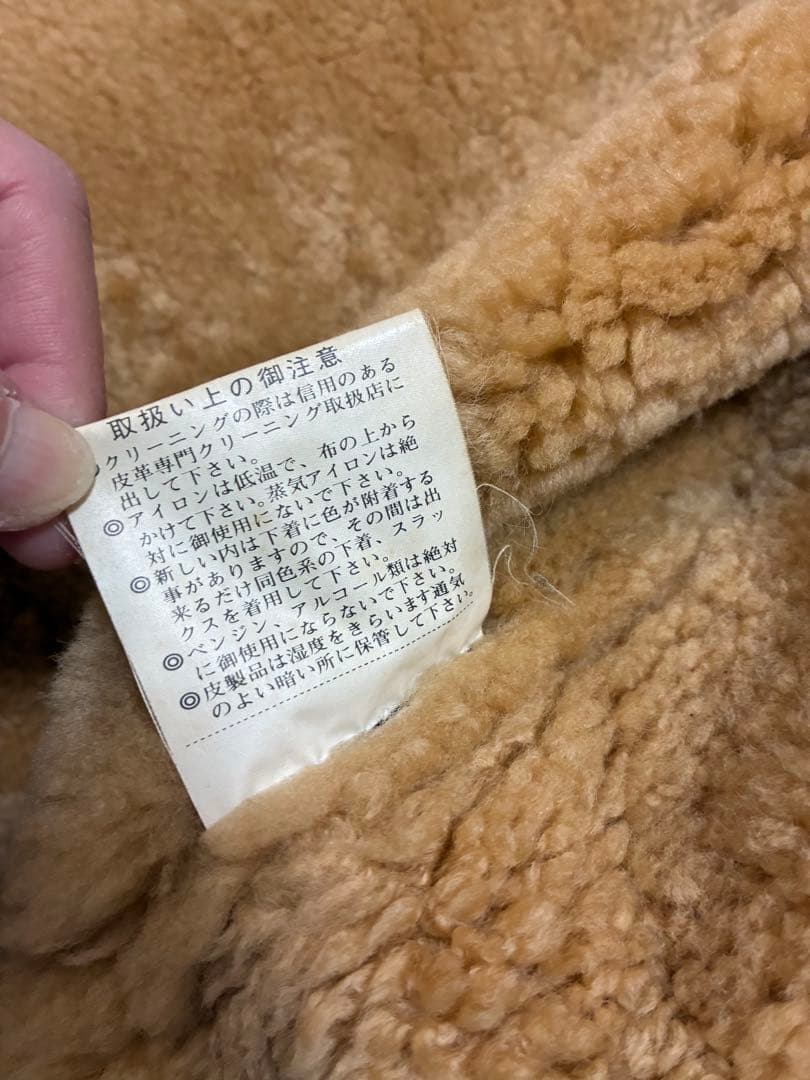 取扱い上の御注意
クリーニングの際は信用のある
皮革専門クリーニング取扱店に
出して下さい。
◎アイロンは低温で、布の上から
かけて下さい。蒸気アイロンは絶
対に御使用にないで下さい。
◎新しい内は下着に色が附着する
事がありますので、その間は出
来るだけ同色系の下着、スラッ
クスを着用して下さい。
◎ベンジン、アルコール類は絶対
に御使用にならないで下さい。
◎皮製品は湿度をきらいます通気
のよい暗い所に保管して下さい。